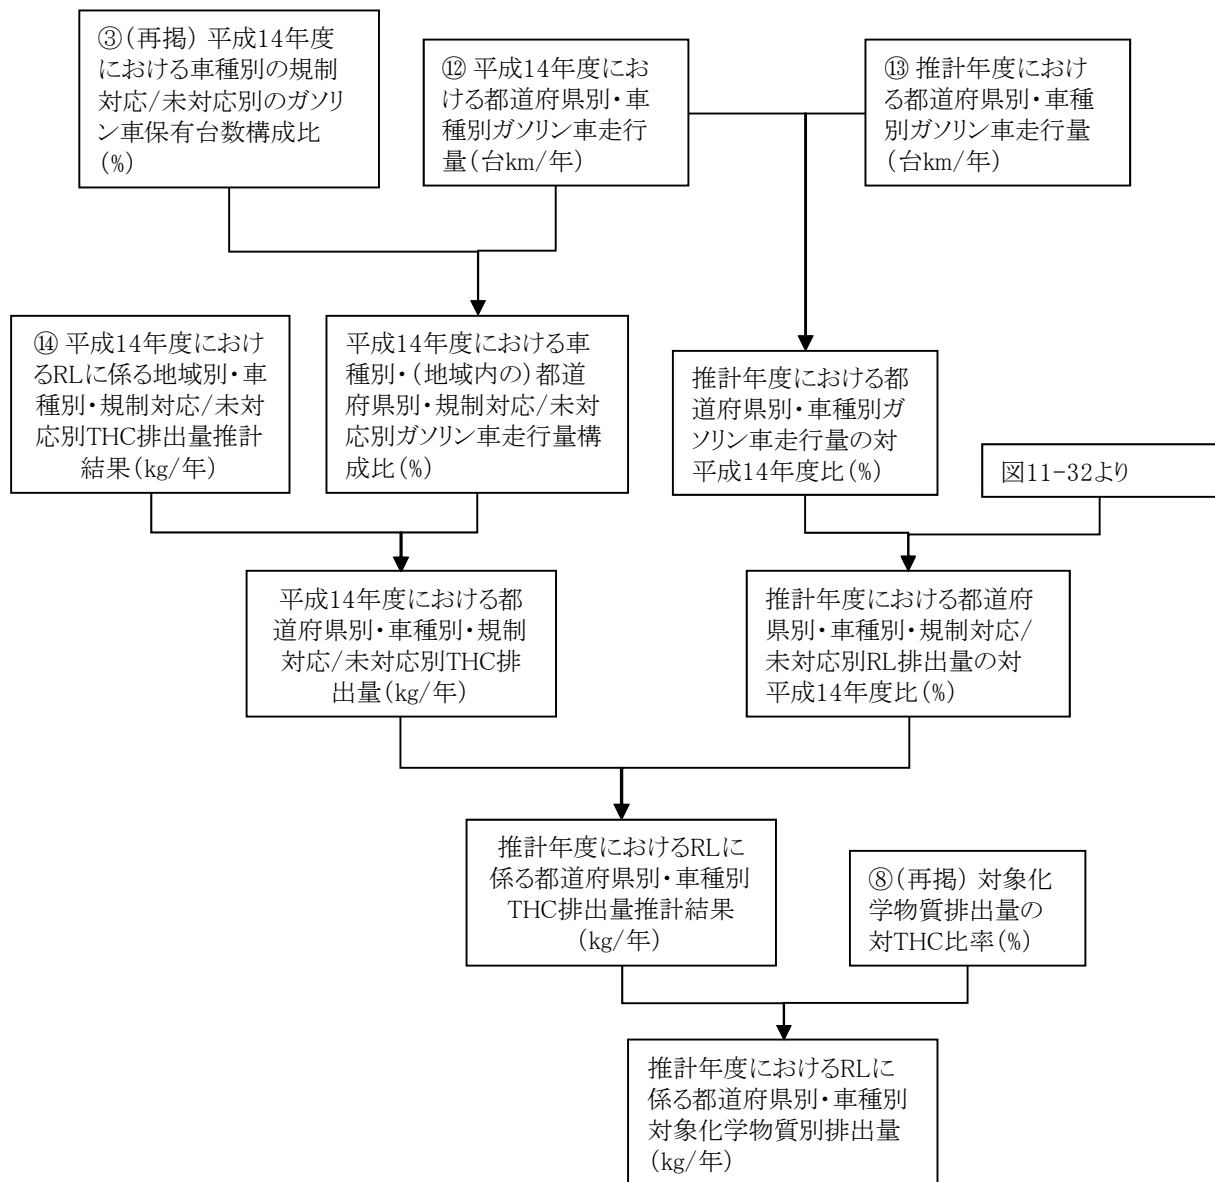 ③(再掲) 平成14年度
における車種別の規制
対応/未対応別のガソリ
ン車保有台数構成比
(%)
⑫ 平成14年度にお
ける都道府県別・車
種別ガソリン車走行
量(台km/年)
⑬ 推計年度におけ
る都道府県別・車種
別ガソリン車走行量
(台km/年)
⑭ 平成14年度におけ
るRLに係る地域別・車
種別・規制対応/未対
応別THC排出量推計
結果(kg/年)
平成14年度における車
種別・(地域内の)都道
府県別・規制対応/未対
応別ガソリン車走行量構
成比(%)
推計年度における都
道府県別・車種別ガ
ソリン車走行量の対
平成14年度比(%)
図11-32より
平成14年度における都
道府県別・車種別・規制
対応/未対応別THC排
出量(kg/年)
推計年度における都道府
県別・車種別・規制対応/
未対応別RL排出量の対
平成14年度比(%)
推計年度におけるRLに
係る都道府県別・車種別
THC排出量推計結果
(kg/年)
⑧(再掲) 対象化
学物質排出量の
対THC比率(%)
推計年度におけるRLに
係る都道府県別・車種別
対象化学物質別排出量
(kg/年)